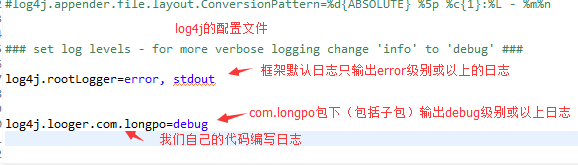 #log4j.appender.file.layout.ConversionPattern=%d{ABSOLUTE} %5p %c{1}:%L - %m%n
log4j的配置文件
### set log levels - for more verbose logging change 'info' to 'debug' ###
log4j.rootLogger=error, stdout
框架默认日志只输出error级别或以上的日志
com.longpo包下（包括子包）输出debug级别或以上日志
log4j.looger.com.longpo=debug
我们自己的代码编写日志